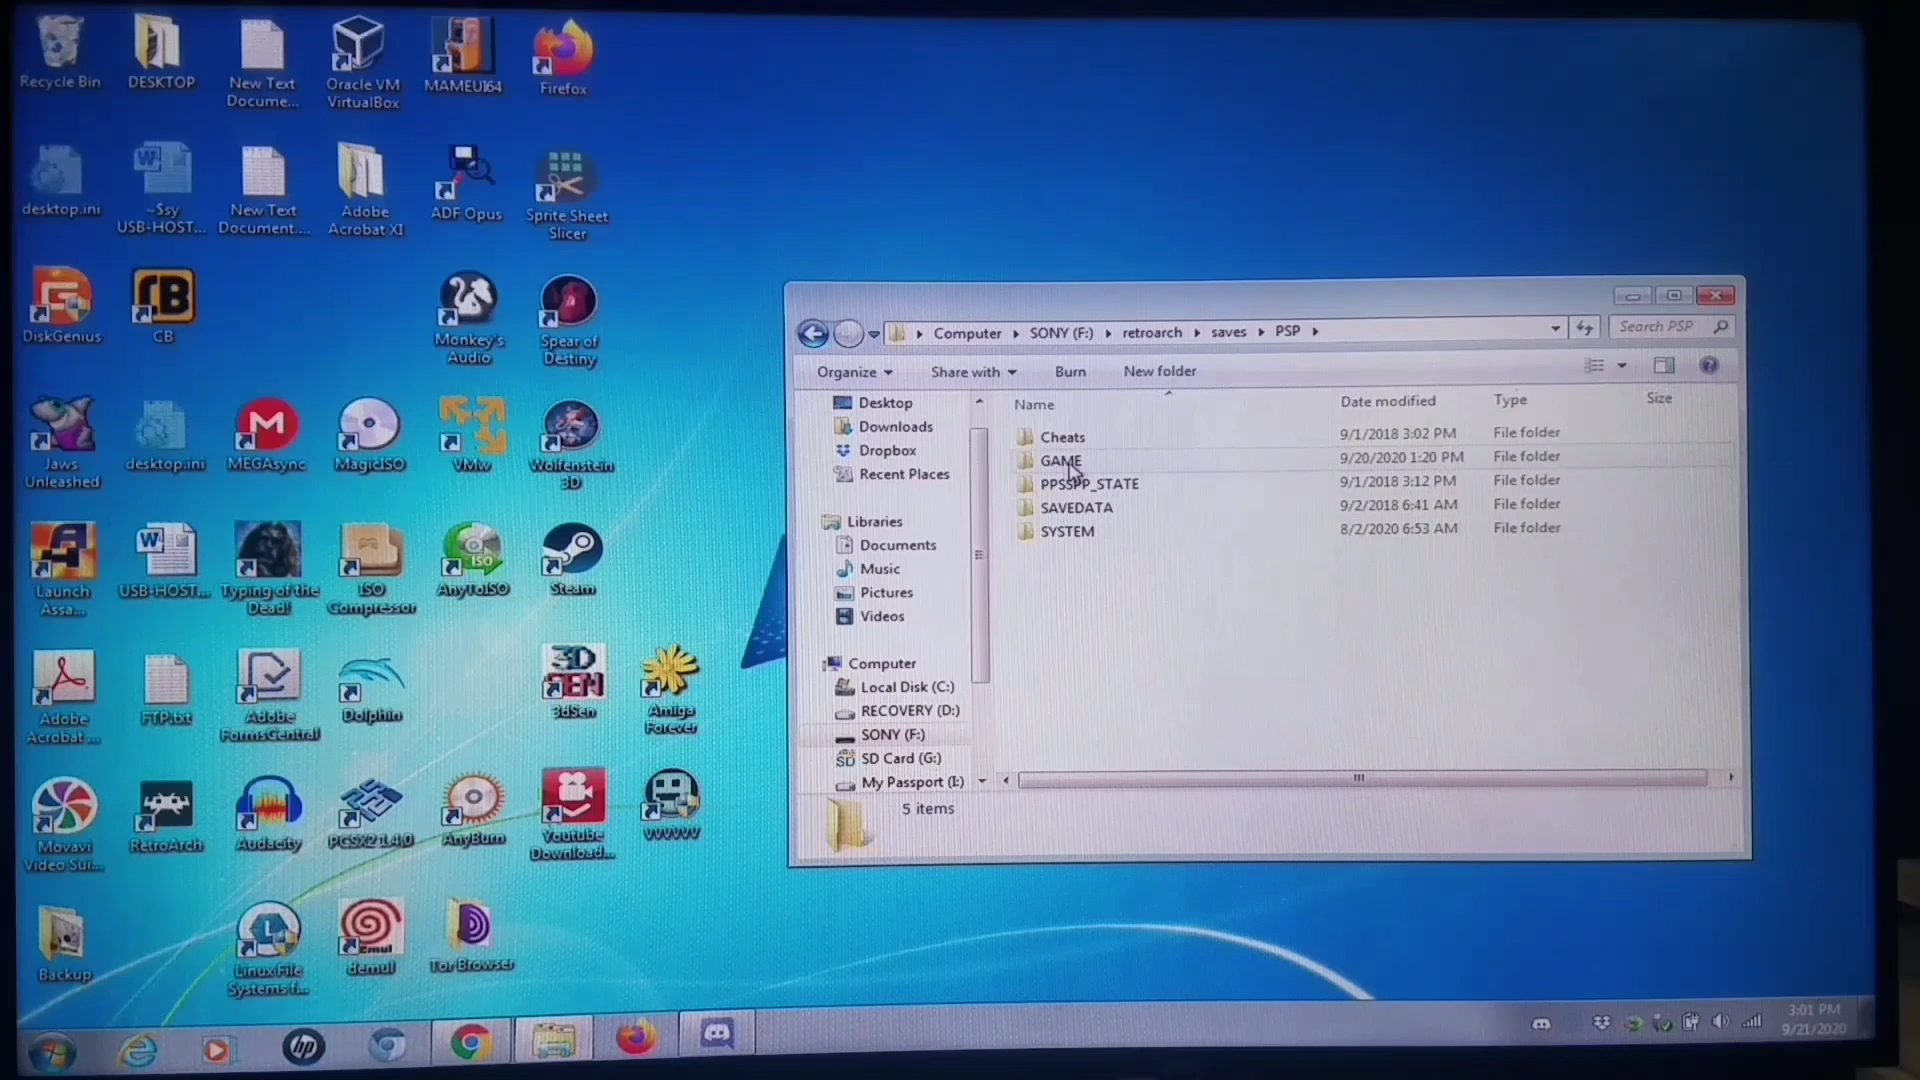 Recycle Bin
DESKTOP
New Text
Docume...
Oracle VM
VirtualBox
MAMEUI64
Firefox
desktop.ini
~$sy
USB-HOST...
New Text
Document....
Adobe
Acrobat XI
ADF Opus
Sprite Sheet
Slicer
DiskGenius
CB
CB
Monkey's
Audio
Spear of
Destiny
Jaws
Unleashed
desktop.ini
M
MEGAsync
MagicISO
VMw
Wolfenstein
3D
Launch
Assa...
USB-HOST...
Typing of the
Dead!
ISO
Compressor
ISO
AnyToISO
Steam
Adobe
Acrobat ...
FTP.txt
Adobe
FormsCentral
Dolphin
3D
SEN
3dSen
Amiga
Forever
Movavi
Video Sui...
RetroArch
Audacity
PCSX2 1.4.0
AnyBurn
Youtube
Download...
VVVVVV
Backup
L
Linux File
Systems f...
emul
demul
Tor Browser
Computer
SONY (F:)
retroarch
saves
PSP
Search PSP
Organize
Share with
Burn
New folder
Name
Date modified
Type
Size
Cheats
9/1/2018 3:02 PM
File folder
GAME
9/20/2020 1:20 PM
File folder
PPSSPP_STATE
9/1/2018 3:12 PM
File folder
SAVEDATA
9/2/2018 6:41 AM
File folder
SYSTEM
8/2/2020 6:53 AM
File folder
Desktop
Downloads
Dropbox
Recent Places
Libraries
Documents
Music
Pictures
Videos
Computer
Local Disk (C:)
RECOVERY (D:)
SONY (F:)
SD
SD Card (G:)
My Passport (I:)
5 items
hp
3:01 PM
9/21/2020